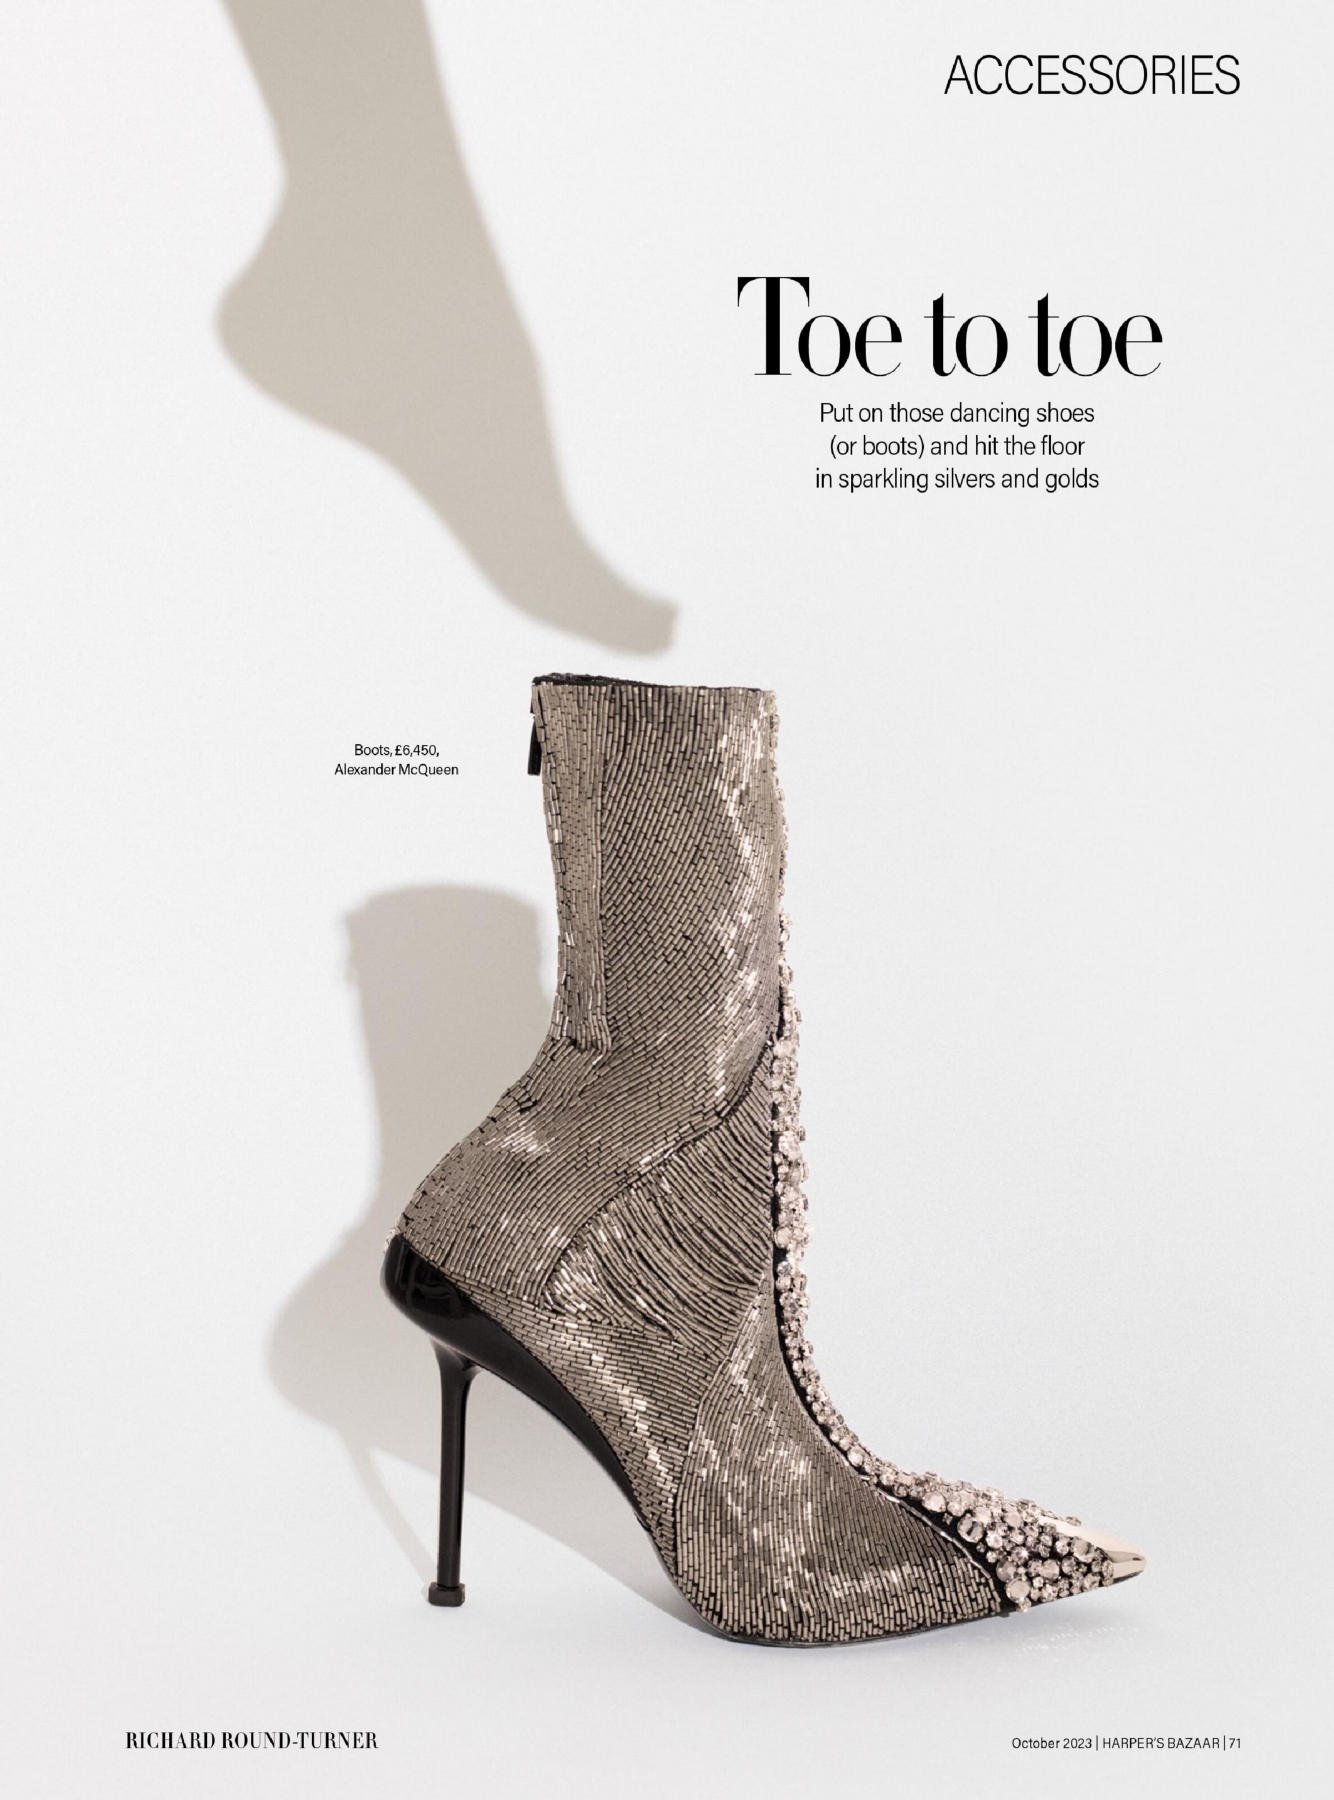 ACCESSORIES
Toe to toe
Put on those dancing shoes
(or boots) and hit the floor
in sparkling silvers and golds
Boots, £6,450,
Alexander McQueen
RICHARD ROUND-TURNER
October 2023 | HARPER'S BAZAAR | 71